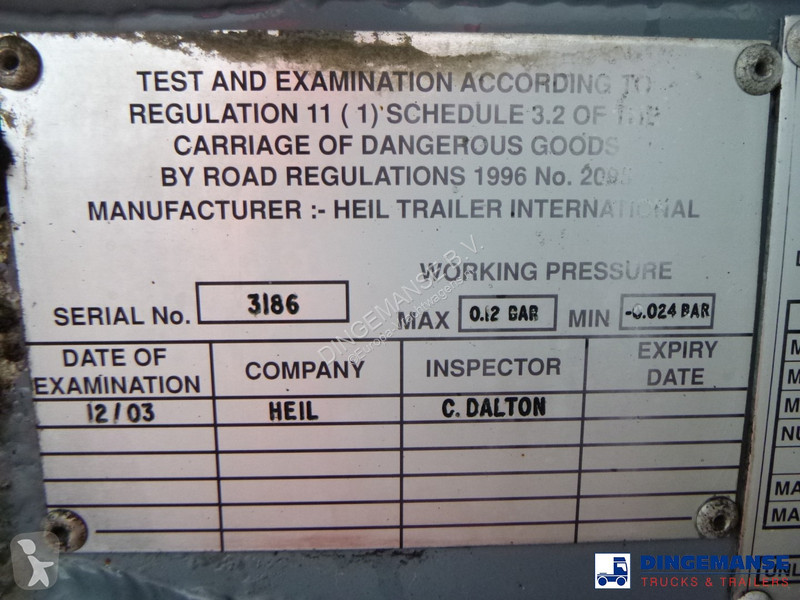 TEST AND EXAMINATION ACCORDING TO
REGULATION 11 ( 1) SCHEDULE 3.2 OF THE
CARRIAGE OF DANGEROUS GOODS
BY ROAD REGULATIONS 1996 No.
MANUFACTURER :- HEIL TRAILER INTERNATIONAL
WORKING PRESSURE
SERIAL No. 3186 MAX 0.12 BAR MIN -0.024 BAR
DATE OF EXAMINATION COMPANY INSPECTOR EXPIRY DATE
12/03 HEIL C. DALTON
DINGEMANSE B.V.
DINGEMANSE
TRUCKS & TRAILERS